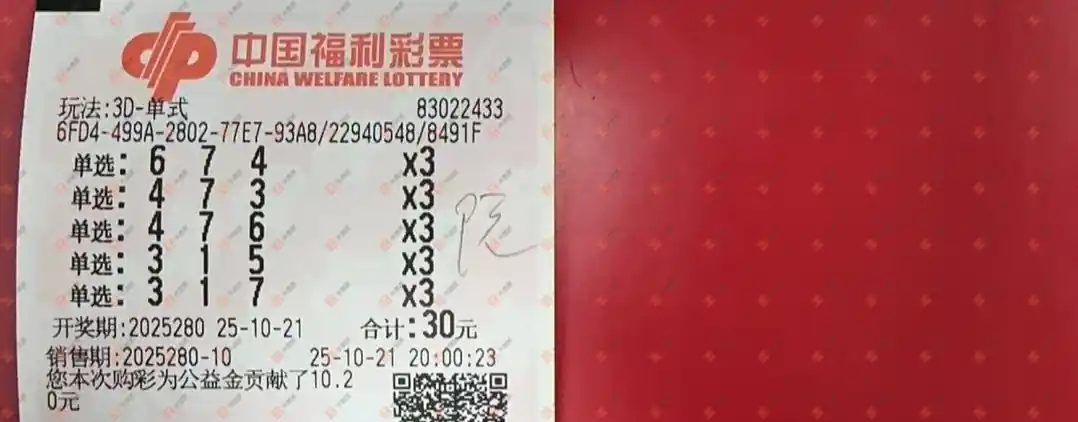 中国福利彩票
CHINA WELFARE LOTTERY
玩法:3D-单式 83022433
6FD4-499A-2802-77E7-93A8/22940548/8491F
单选: 6 7 4 x3
单选: 4 7 3 x3
单选: 4 7 6 x3
单选: 3 1 5 x3
单选: 3 1 7 x3
开奖期:2025280 25-10-21 合计:30元
销售期:2025280-10 25-10-21 20:00:23
您本次购彩为公益金贡献了10.2
0元